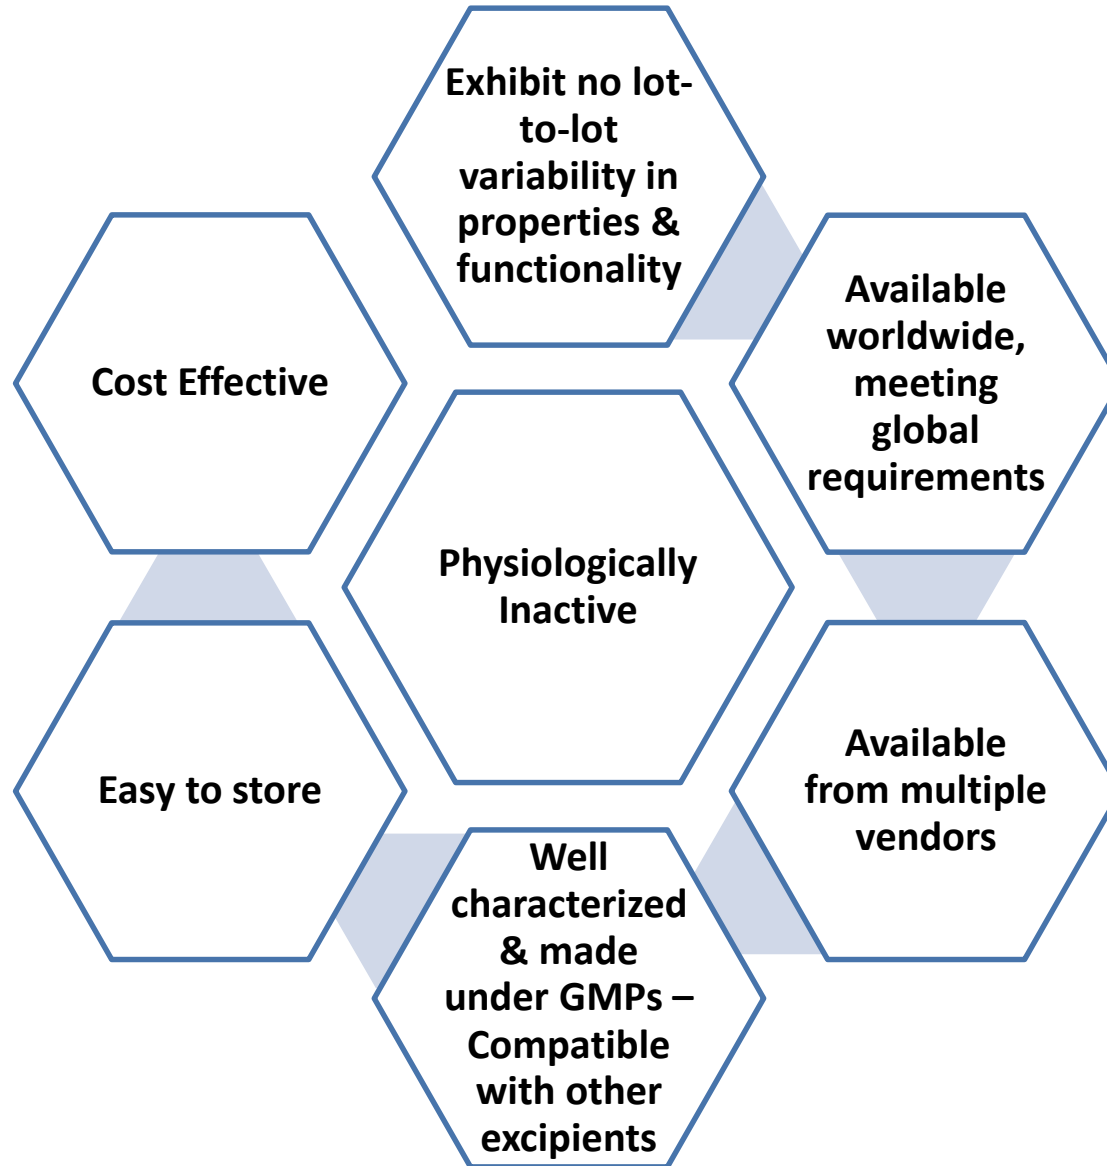 Exhibit no lot-
to-lot
variability in
properties &
functionality
Available
worldwide,
meeting
global
requirements
Cost Effective
Physiologically
Inactive
Available
from multiple
vendors
Easy to store
Well
characterized
& made
under GMPs –
Compatible
with other
excipients